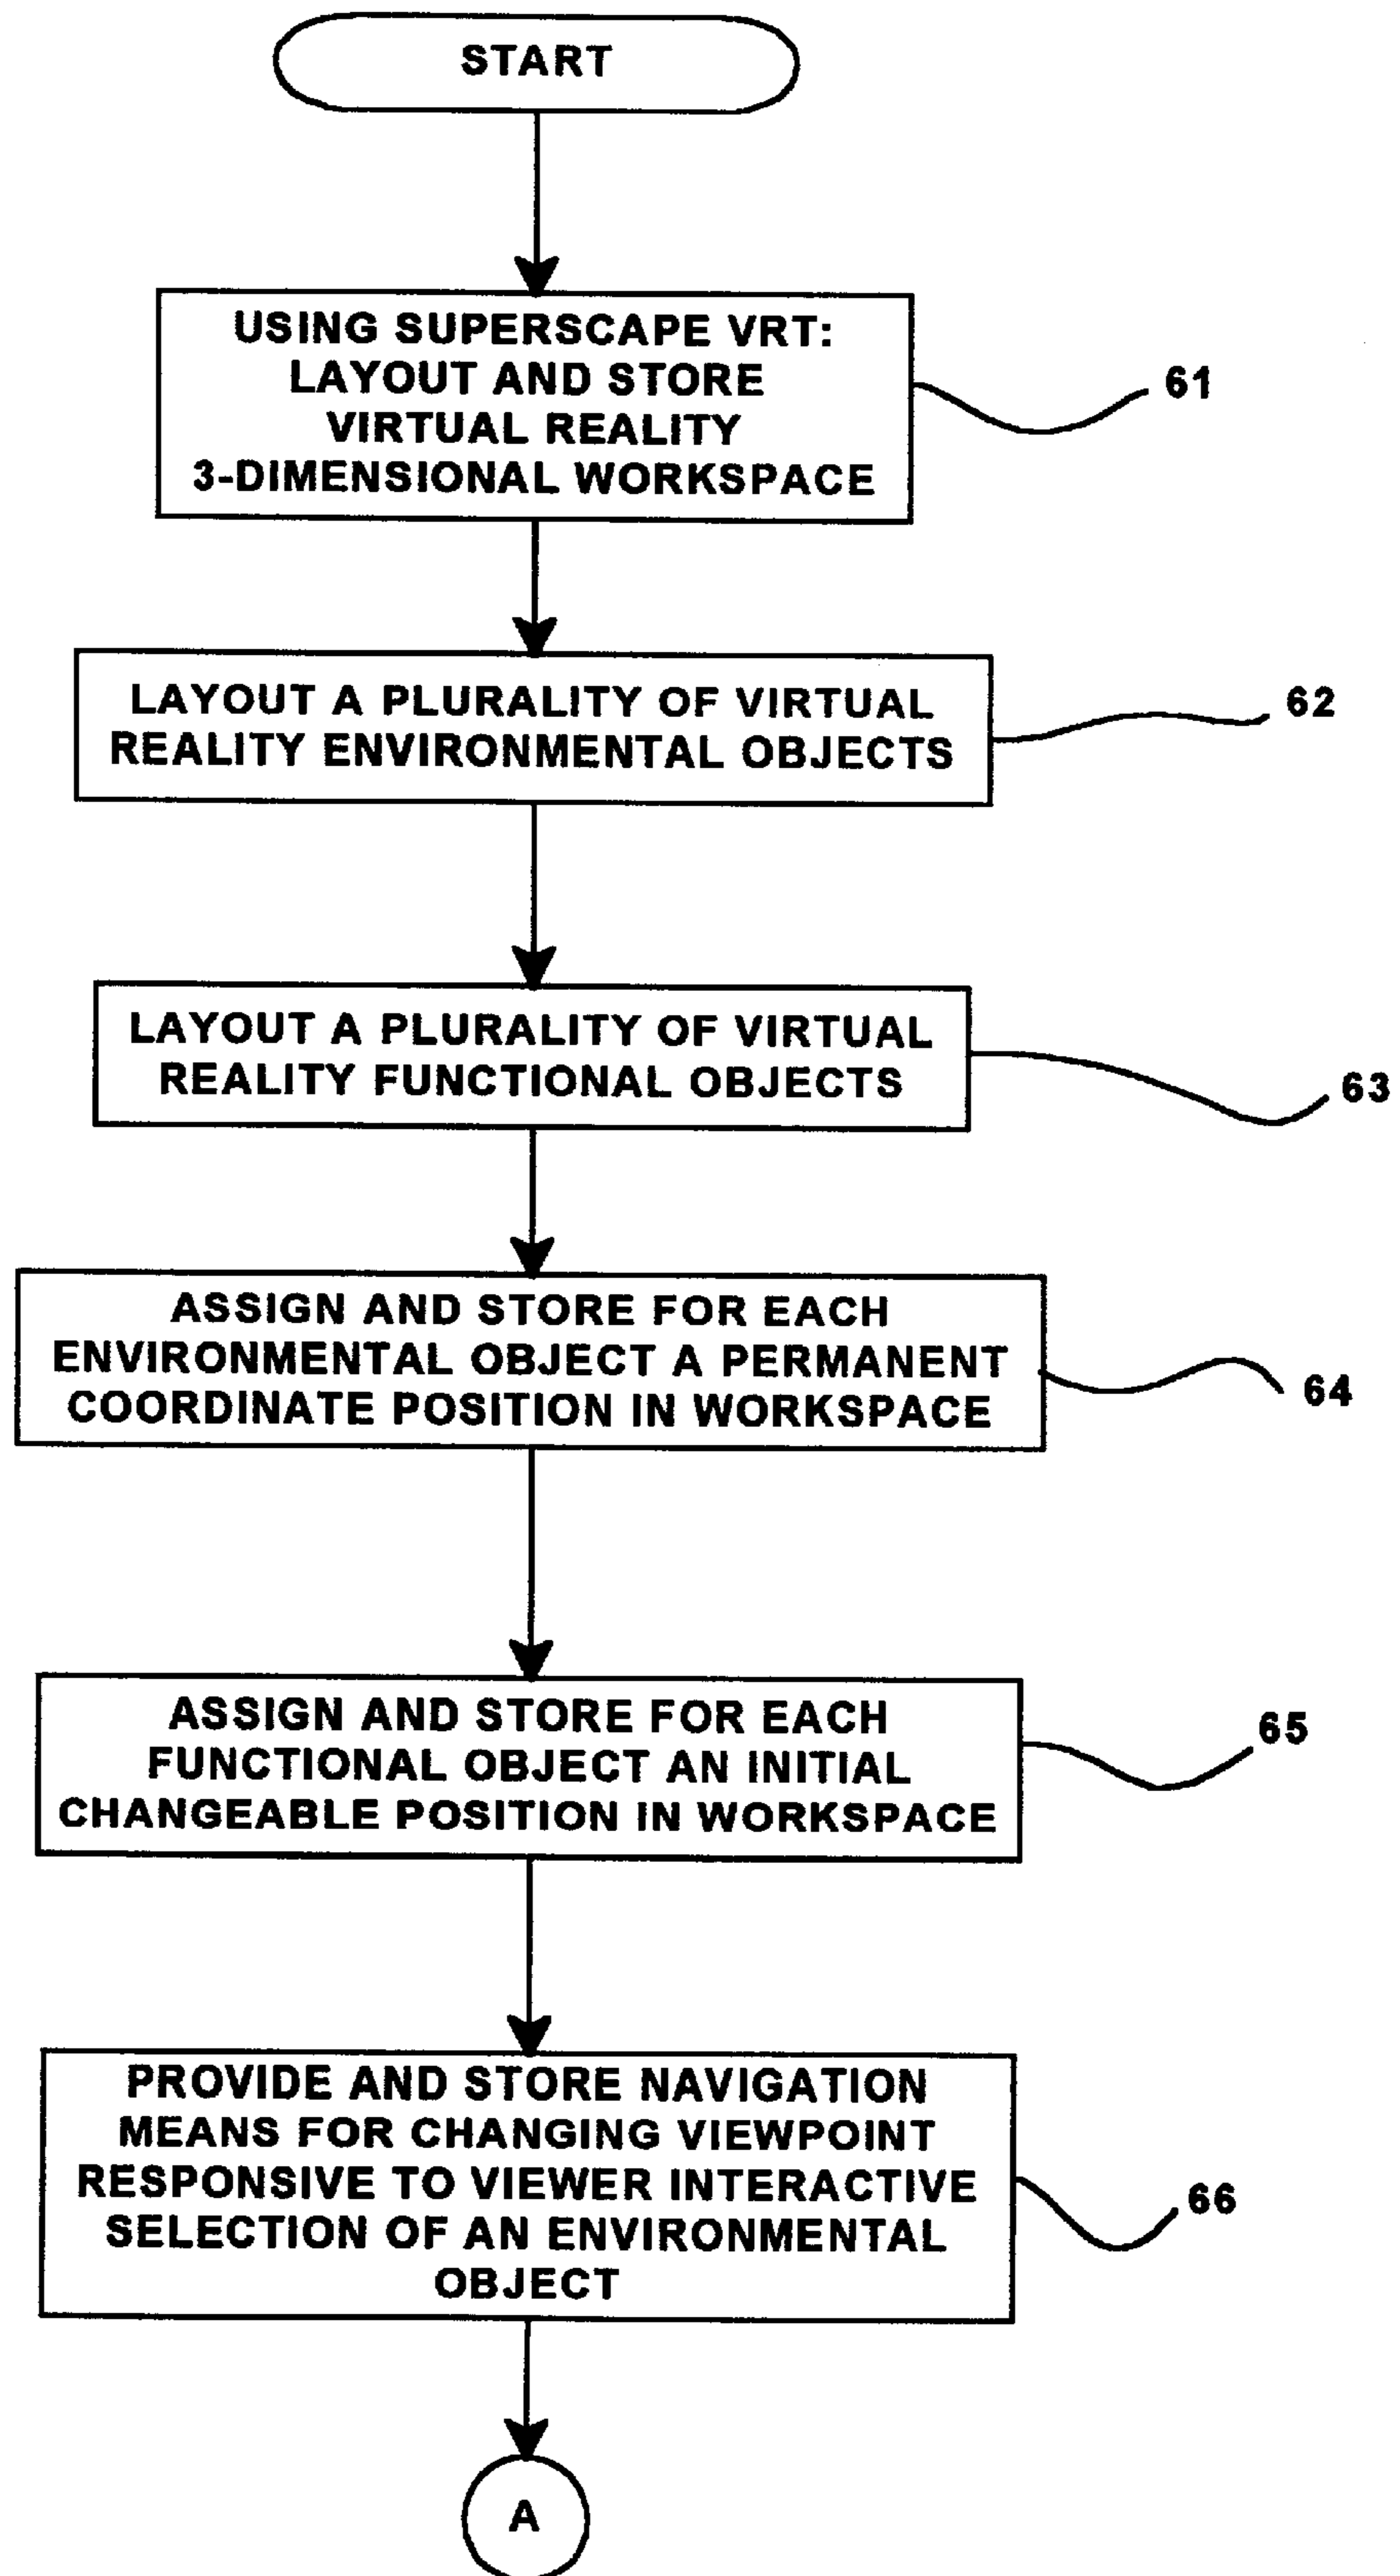 START
USING SUPERSCAPE VRT:
LAYOUT AND STORE
VIRTUAL REALITY
3-DIMENSIONAL WORKSPACE
61
LAYOUT A PLURALITY OF VIRTUAL
REALITY ENVIRONMENTAL OBJECTS
62
LAYOUT A PLURALITY OF VIRTUAL
REALITY FUNCTIONAL OBJECTS
63
ASSIGN AND STORE FOR EACH
ENVIRONMENTAL OBJECT A PERMANENT
COORDINATE POSITION IN WORKSPACE
64
ASSIGN AND STORE FOR EACH
FUNCTIONAL OBJECT AN INITIAL
CHANGEABLE POSITION IN WORKSPACE
65
PROVIDE AND STORE NAVIGATION
MEANS FOR CHANGING VIEWPOINT
RESPONSIVE TO VIEWER INTERACTIVE
SELECTION OF AN ENVIRONMENTAL
OBJECT
66
A